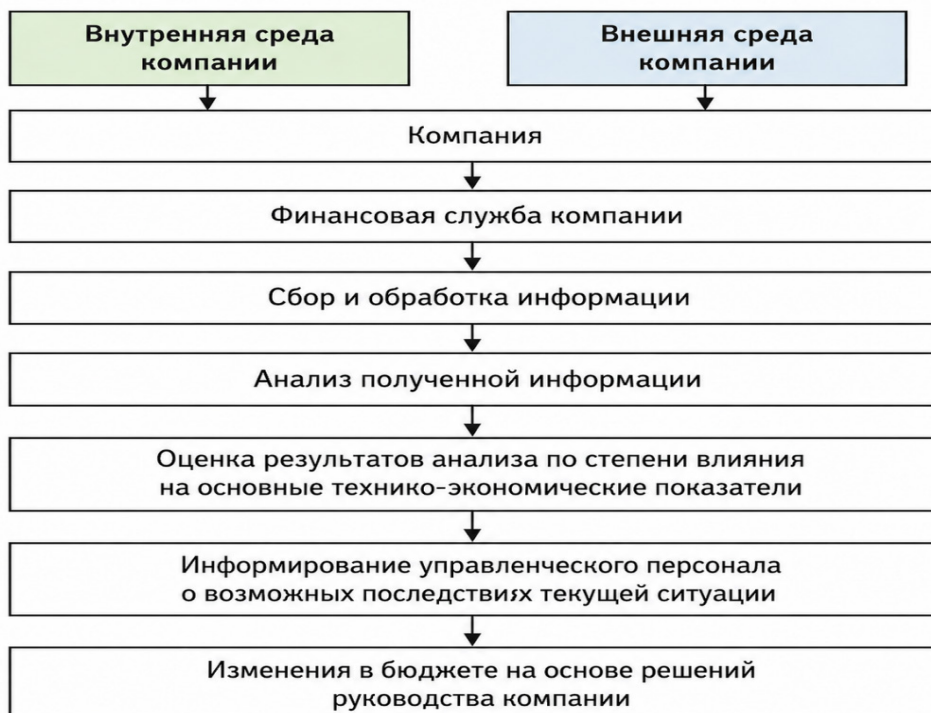 Внутренняя среда
компании
Внешняя среда
компании
Компания
Финансовая служба компании
Сбор и обработка информации
Анализ полученной информации
Оценка результатов анализа по степени влияния
на основные технико-экономические показатели
Информирование управленческого персонала
о возможных последствиях текущей ситуации
Изменения в бюджете на основе решений
руководства компании